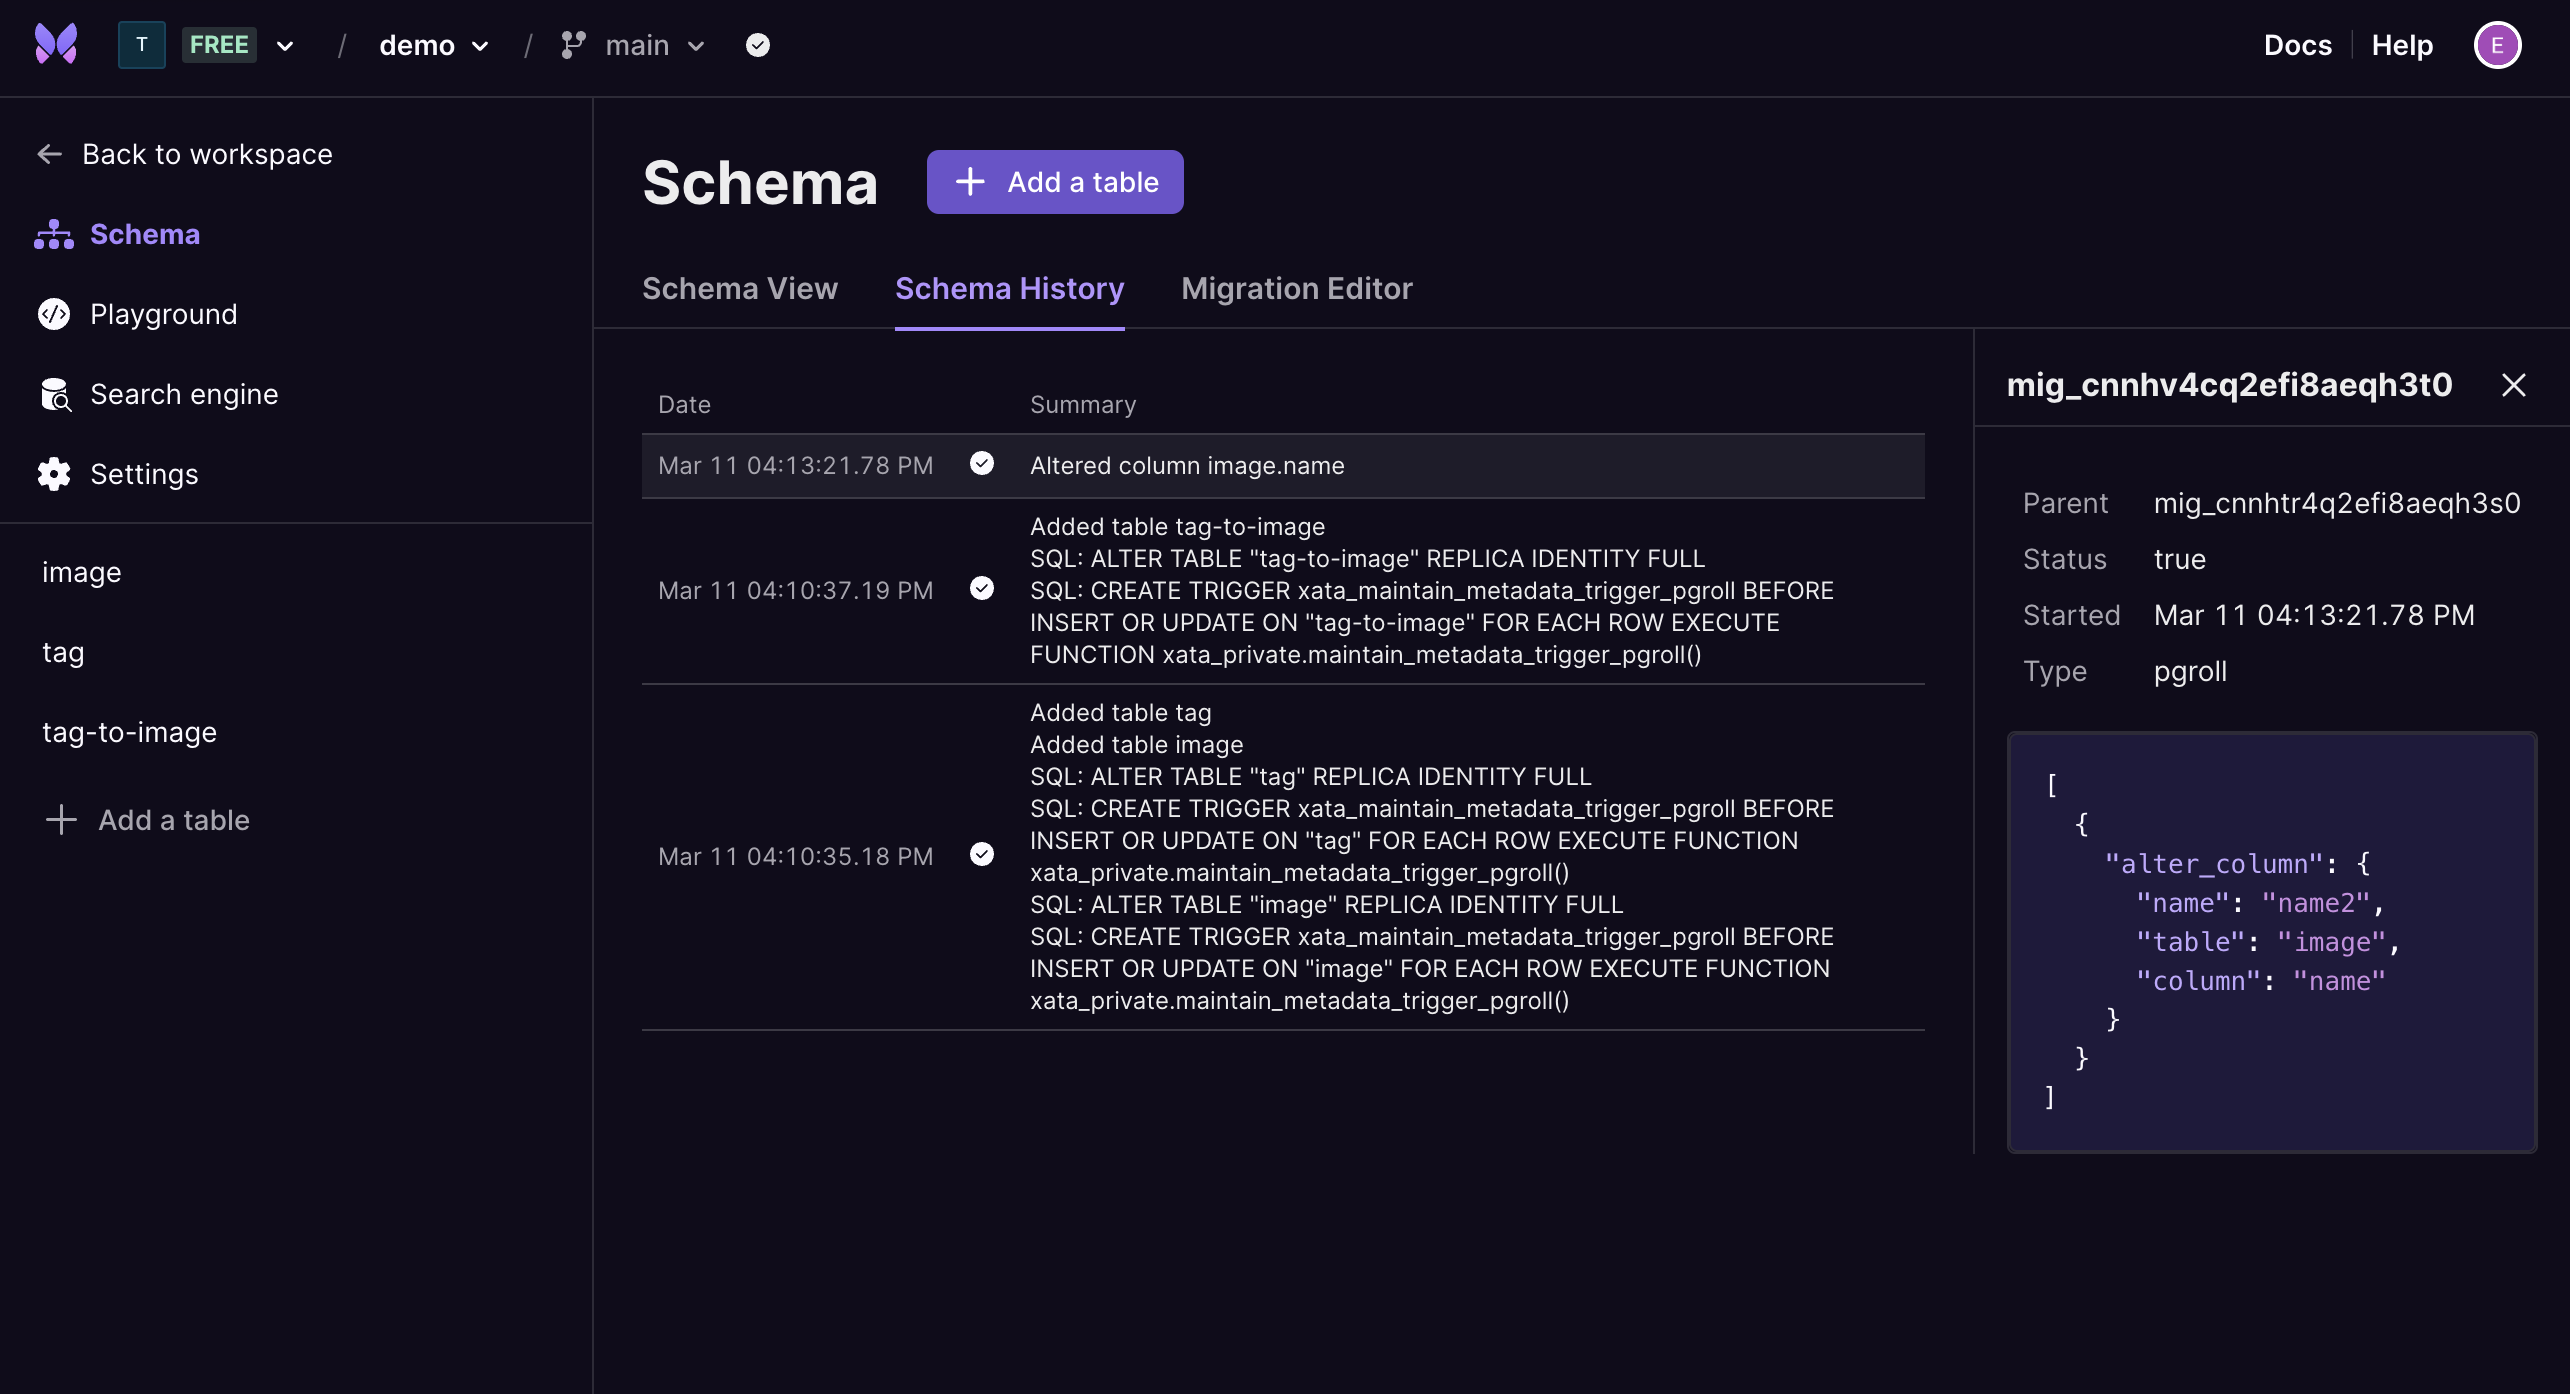 T FREE / demo / main
Docs Help E
Back to workspace
Schema
Playground
Search engine
Settings
image
tag
tag-to-image
Add a table
Schema
Add a table
Schema View Schema History Migration Editor
Date Summary
Mar 11 04:13:21.78 PM Altered column image.name
Mar 11 04:10:37.19 PM
Added table tag-to-image
SQL: ALTER TABLE "tag-to-image" REPLICA IDENTITY FULL
SQL: CREATE TRIGGER xata_maintain_metadata_trigger_pgroll BEFORE
INSERT OR UPDATE ON "tag-to-image" FOR EACH ROW EXECUTE
FUNCTION xata_private.maintain_metadata_trigger_pgroll()
Mar 11 04:10:35.18 PM
Added table tag
Added table image
SQL: ALTER TABLE "tag" REPLICA IDENTITY FULL
SQL: CREATE TRIGGER xata_maintain_metadata_trigger_pgroll BEFORE
INSERT OR UPDATE ON "tag" FOR EACH ROW EXECUTE FUNCTION
xata_private.maintain_metadata_trigger_pgroll()
SQL: ALTER TABLE "image" REPLICA IDENTITY FULL
SQL: CREATE TRIGGER xata_maintain_metadata_trigger_pgroll BEFORE
INSERT OR UPDATE ON "image" FOR EACH ROW EXECUTE FUNCTION
xata_private.maintain_metadata_trigger_pgroll()
mig_cnnhv4cq2efi8aeqh3t0
Parent mig_cnnhtr4q2efi8aeqh3s0
Status true
Started Mar 11 04:13:21.78 PM
Type pgroll
[
{
"alter_column": {
"name": "name2",
"table": "image",
"column": "name"
}
}
]